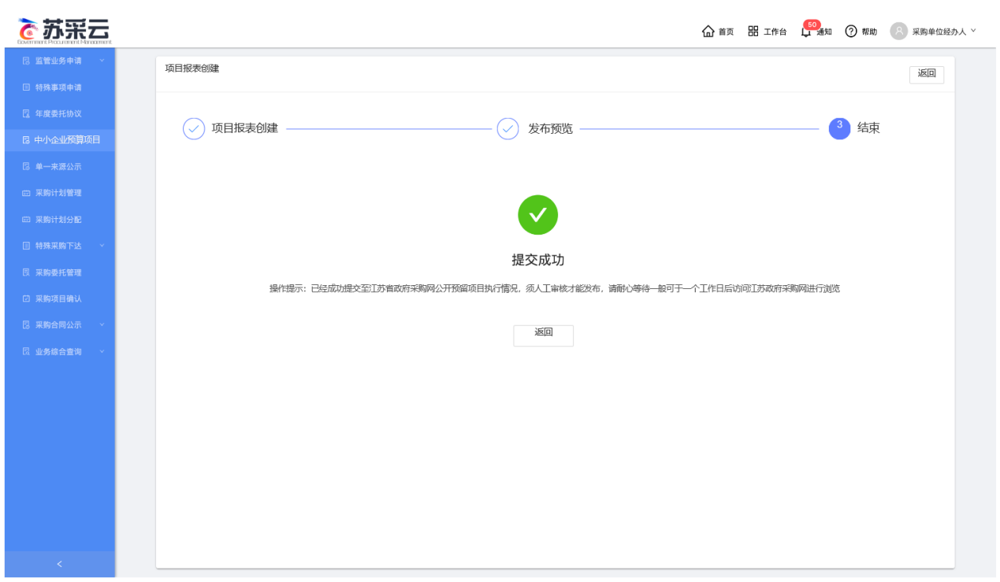 苏采云
Government Procurement Management
首页
工作台
50
通知
帮助
采购单位经办人
监管业务申请
特殊事项申请
年度委托协议
中小企业预算项目
单一来源公示
采购计划管理
采购计划分配
特殊采购下达
采购委托管理
采购项目确认
采购合同公示
业务综合查询
项目报表创建
返回
项目报表创建
发布预览
3 结束
提交成功
操作提示：已经成功提交至江苏省政府采购网公开预留项目执行情况，须人工审核才能发布，请耐心等待一般可于一个工作日后访问江苏政府采购网进行浏览
返回